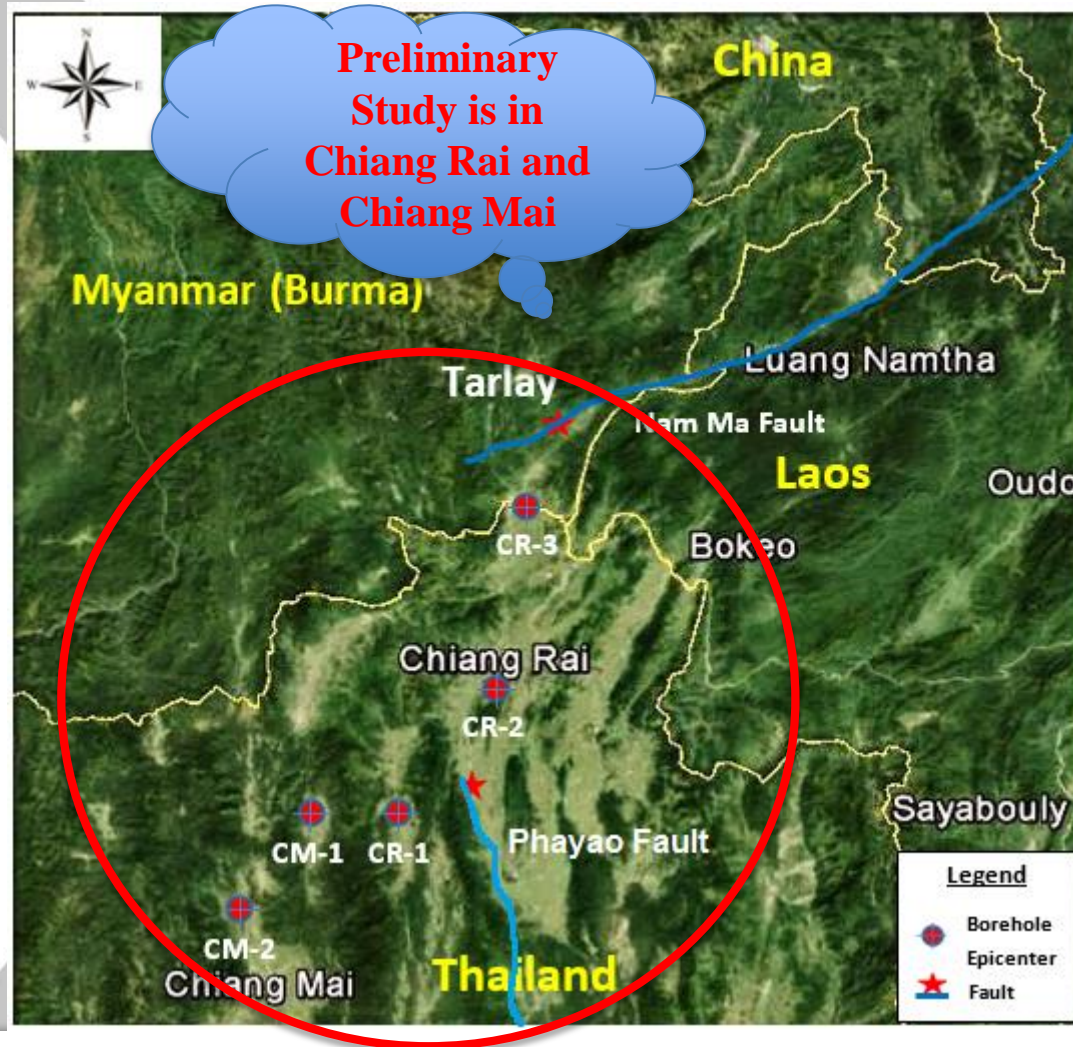 N
W
E
S
Preliminary
Study is in
Chiang Rai and
Chiang Mai
China
Myanmar (Burma)
Tarlay
Luang Namtha
Nam Ma Fault
Laos
Oudo
CR-3
Bokeo
Chiang Rai
CR-2
Sayabouly
Phayao Fault
CM-1
CR-1
CM-2
Chiang Mai
Thailand
Legend
Borehole
Epicenter
Fault